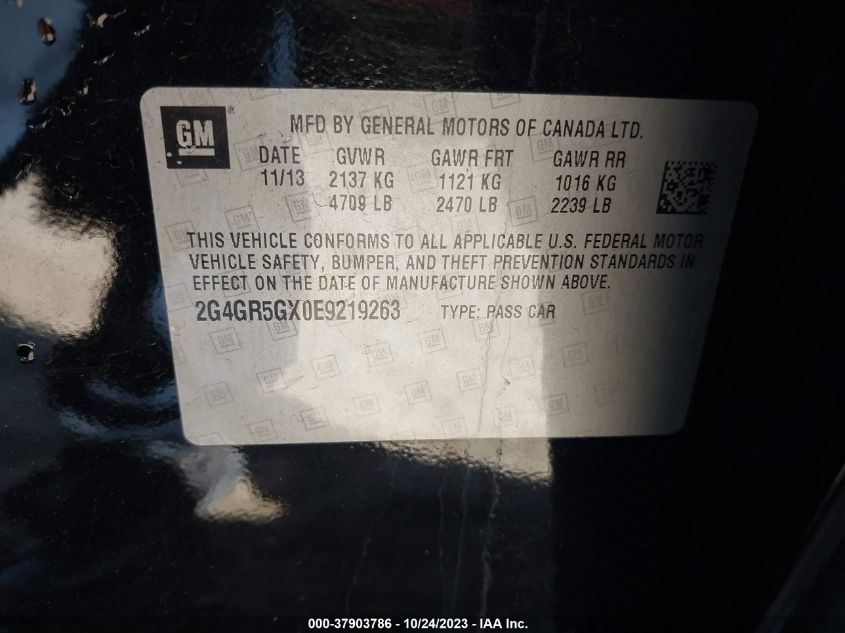 GM ® MFD BY GENERAL MOTORS OF CANADA LTD.
DATE GVWR GAWR FRT GAWR RR
11/13 2137 KG 1121 KG 1016 KG
4709 LB 2470 LB 2239 LB
THIS VEHICLE CONFORMS TO ALL APPLICABLE U.S. FEDERAL MOTOR
VEHICLE SAFETY, BUMPER, AND THEFT PREVENTION STANDARDS IN
EFFECT ON THE DATE OF MANUFACTURE SHOWN ABOVE.
2G4GR5GX0E9219263 TYPE: PASS CAR
000-37903786 - 10/24/2023 - IAA Inc.